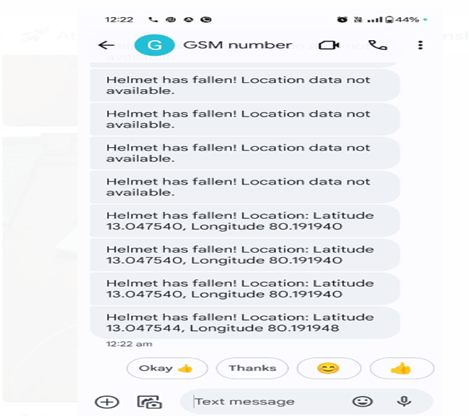 12:22 44%
GSM number
Helmet has fallen! Location data not
available.
Helmet has fallen! Location data not
available.
Helmet has fallen! Location data not
available.
Helmet has fallen! Location data not
available.
Helmet has fallen! Location: Latitude
13.047540, Longitude 80.191940
Helmet has fallen! Location: Latitude
13.047540, Longitude 80.191940
Helmet has fallen! Location: Latitude
13.047540, Longitude 80.191940
Helmet has fallen! Location: Latitude
13.047544, Longitude 80.191948
12:22 am
Okay 👍 Thanks 😊 👍
Text message